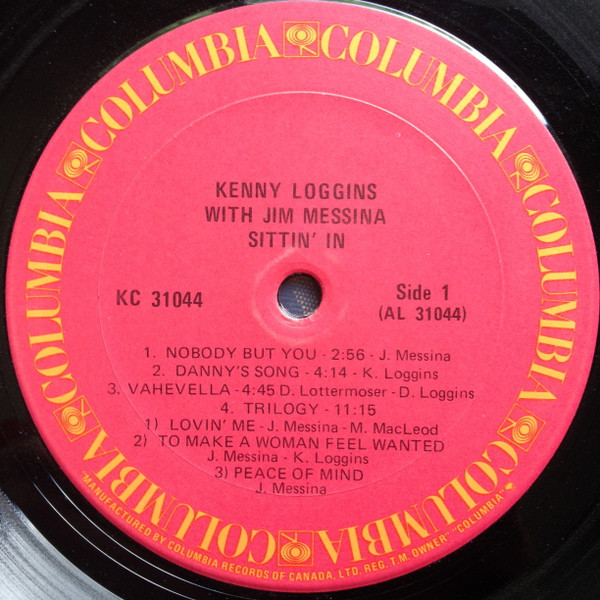 COLUMBIA COLUMBIA COLUMBIA COLUMBIA COLUMBIA COLUMBIA
KENNY LOGGINS
WITH JIM MESSINA
SITTIN' IN
KC 31044
Side 1
(AL 31044)
1. NOBODY BUT YOU - 2:56 - J. Messina
2. DANNY'S SONG - 4:14 - K. Loggins
3. VAHEVELLA - 4:45 D. Lottermoser - D. Loggins
4. TRILOGY - 11:15
1) LOVIN' ME - J. Messina - M. MacLeod
2) TO MAKE A WOMAN FEEL WANTED
J. Messina - K. Loggins
3) PEACE OF MIND
J. Messina
MANUFACTURED BY COLUMBIA RECORDS OF CANADA, LTD. REG. T.M. OWNER-"COLUMBIA"